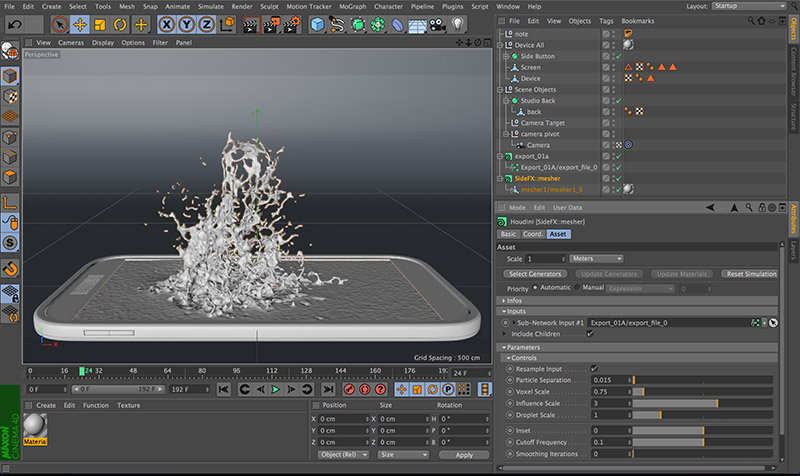 File Edit Create Select Tools Mesh Snap Animate Simulate Render Sculpt Motion Tracker MoGraph Character Pipeline Plugins Script Window Help Layout: Startup
View Cameras Display Options Filter Panel
Perspective
Grid Spacing : 500 cm
0 16 24 32 48 64 80 96 112 128 144 160 176 192
24 F
0 F 0 F 192 F 192 F
Create Edit Function Texture
Materia
MAXON
CINEMA 4D
Position Size Rotation
X 0 cm X 0 cm H 0 °
Y 0 cm Y 0 cm P 0 °
Z 0 cm Z 0 cm B 0 °
Object (Rel) Size Apply
File Edit View Objects Tags Bookmarks
note
Device All
Side Button
Screen
Device
Scene Objects
Studio Back
back
Camera Target
camera pivot
Camera
export_01a
Export_01A/export_file_0
SideFX::mesher
mesher1/mesher1_0
Objects
Content Browser
Structure
Mode Edit User Data
Houdini [SideFX::mesher]
Basic Coord. Asset
Asset
Scale 1 Meters
Select Generators Update Generators Update Materials Reset Simulation
Priority Automatic Manual Expression 0
Infos
Inputs
Sub-Network Input #1 Export_01A/export_file_0
Include Children
Parameters
Controls
Resample Input
Particle Separation 0.015
Voxel Scale 0.75
Influence Scale 3
Droplet Scale 1
Inset 0
Cutoff Frequency 0.1
Smoothing Iterations 0
Attributes
Layers